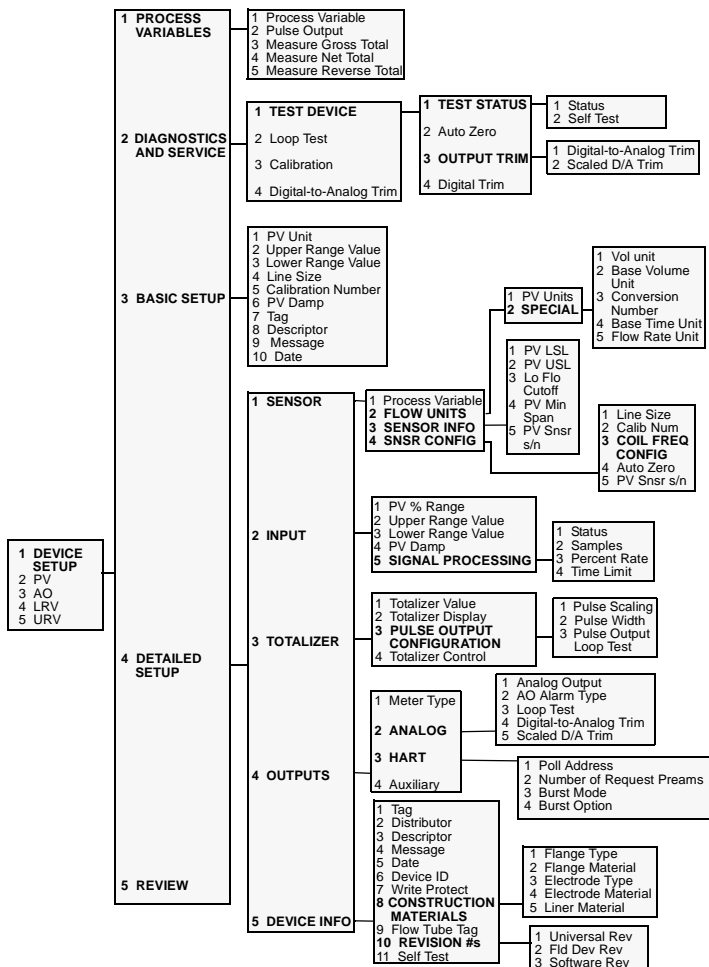 1 DEVICE
SETUP
2 PV
3 AO
4 LRV
5 URV
1 PROCESS
VARIABLES
2 DIAGNOSTICS
AND SERVICE
3 BASIC SETUP
4 DETAILED
SETUP
5 REVIEW
1 Process Variable
2 Pulse Output
3 Measure Gross Total
4 Measure Net Total
5 Measure Reverse Total
1 TEST DEVICE
2 Loop Test
3 Calibration
4 Digital-to-Analog Trim
1 TEST STATUS
2 Auto Zero
3 OUTPUT TRIM
4 Digital Trim
1 Status
2 Self Test
1 Digital-to-Analog Trim
2 Scaled D/A Trim
1 PV Unit
2 Upper Range Value
3 Lower Range Value
4 Line Size
5 Calibration Number
6 PV Damp
7 Tag
8 Descriptor
9 Message
10 Date
1 SENSOR
2 INPUT
3 TOTALIZER
4 OUTPUTS
5 DEVICE INFO
1 Process Variable
2 FLOW UNITS
3 SENSOR INFO
4 SNSR CONFIG
1 PV Units
2 SPECIAL
1 Vol unit
2 Base Volume
Unit
3 Conversion
Number
4 Base Time Unit
5 Flow Rate Unit
1 PV LSL
2 PV USL
3 Lo Flo
Cutoff
4 PV Min
Span
5 PV Snsr
s/n
1 Line Size
2 Calib Num
3 COIL FREQ
CONFIG
4 Auto Zero
5 PV Snsr s/n
1 PV % Range
2 Upper Range Value
3 Lower Range Value
4 PV Damp
5 SIGNAL PROCESSING
1 Status
2 Samples
3 Percent Rate
4 Time Limit
1 Totalizer Value
2 Totalizer Display
3 PULSE OUTPUT
CONFIGURATION
4 Totalizer Control
1 Pulse Scaling
2 Pulse Width
3 Pulse Output
Loop Test
1 Meter Type
2 ANALOG
3 HART
4 Auxiliary
1 Analog Output
2 AO Alarm Type
3 Loop Test
4 Digital-to-Analog Trim
5 Scaled D/A Trim
1 Poll Address
2 Number of Request Preams
3 Burst Mode
4 Burst Option
1 Tag
2 Distributor
3 Descriptor
4 Message
5 Date
6 Device ID
7 Write Protect
8 CONSTRUCTION
MATERIALS
9 Flow Tube Tag
10 REVISION #s
11 Self Test
1 Flange Type
2 Flange Material
3 Electrode Type
4 Electrode Material
5 Liner Material
1 Universal Rev
2 Fld Dev Rev
3 Software Rev